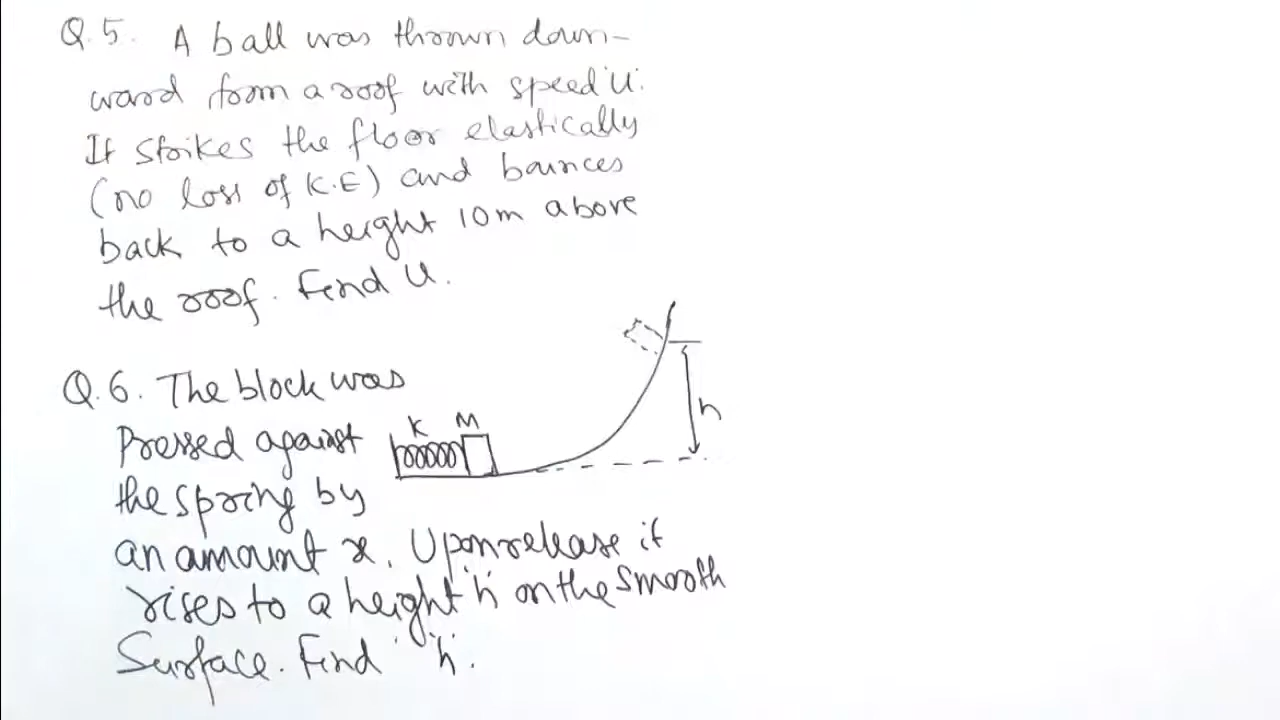 Q.5. A ball was thrown down-
ward from a roof with speed 'u'.
It strikes the floor elastically
(no loss of K.E) and bounces
back to a height 10m above
the roof. Find u.
Q.6. The block was
Pressed against
K M
h
the spring by
an amount x. Upon release it
rises to a height 'h' on the smooth
Surface. Find 'h'.